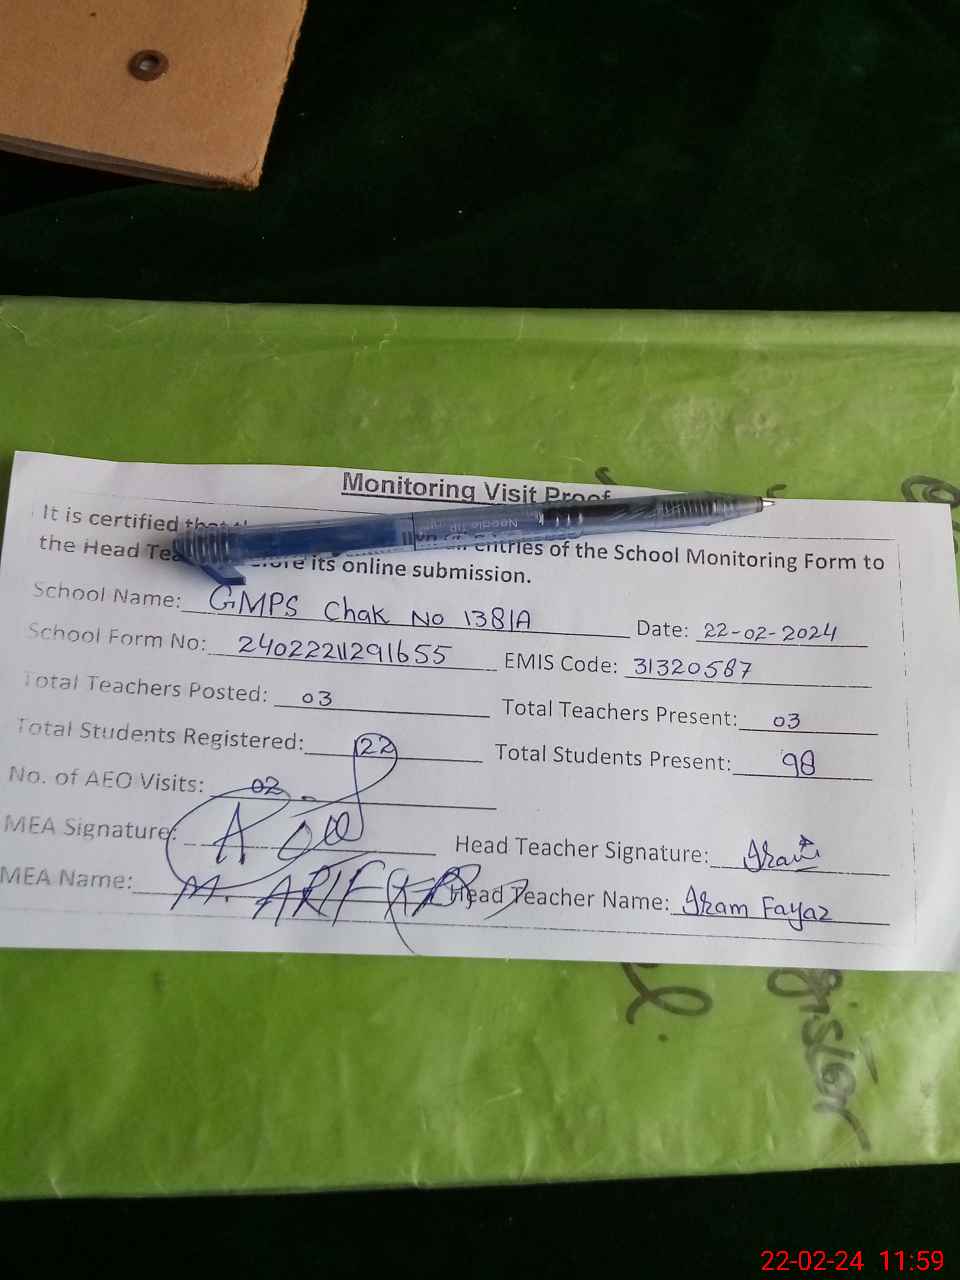 Monitoring Visit Proof
It is certified that entries of the School Monitoring Form to
the Head its online submission.
School Name: GMPS Chak No 138/A Date: 22-02-2024
School Form No: 24022211291655 EMIS Code: 31320587
Total Teachers Posted: 03 Total Teachers Present: 03
Total Students Registered: 122 Total Students Present: 98
No. of AEO Visits: 02
MEA Signature: Head Teacher Signature: Iram
MEA Name: M. ARIF Head Teacher Name: Iram Fayaz
22-02-24 11:59